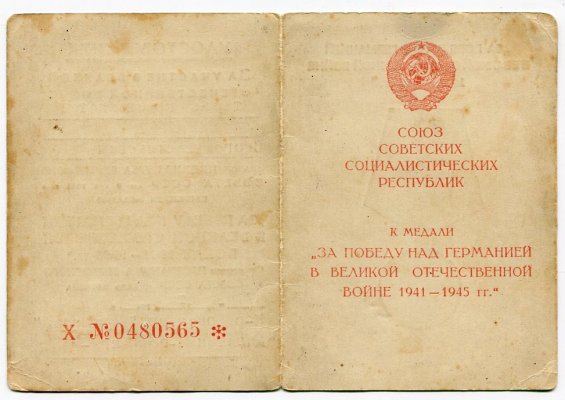 Х №0480565 *
СОЮЗ
СОВЕТСКИХ
СОЦИАЛИСТИЧЕСКИХ
РЕСПУБЛИК
К МЕДАЛИ
„ЗА ПОБЕДУ НАД ГЕРМАНИЕЙ
В ВЕЛИКОЙ ОТЕЧЕСТВЕННОЙ
ВОЙНЕ 1941—1945 гг.“